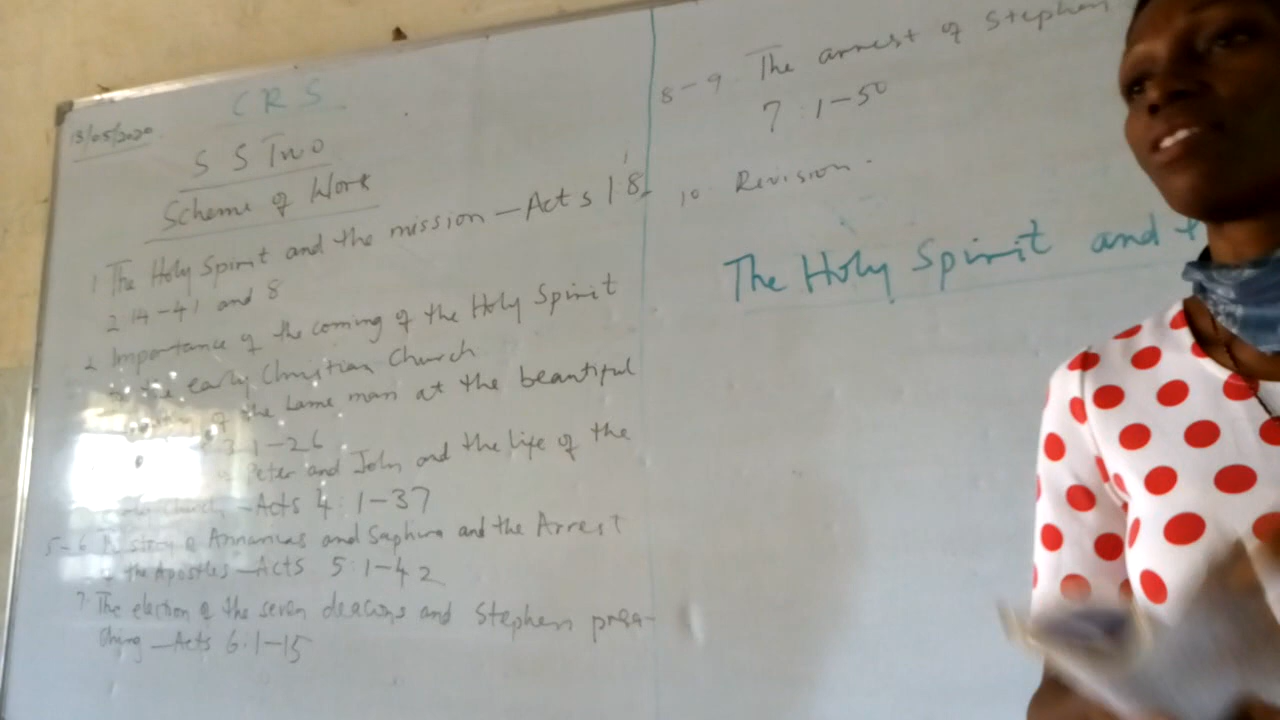 CRS
13/05/2020
SS Two
Scheme of Work
1 The Holy Spirit and the mission - Acts 1:8
2 14-41 and 8
2 Importance of the coming of the Holy Spirit
the early Christian Church
of the Lame man at the beautiful
3 1-26
Peter and John and the life of the
Church - Acts 4:1-37
5-6 story Annanias and Saphira and the Arrest
the Apostles - Acts 5:1-42
7 The election of the seven deacons and Stephen prea-
ching - Acts 6.1-15
8-9 The arrest of Stephen
7:1-50
10 Revision.
The Holy Spirit and